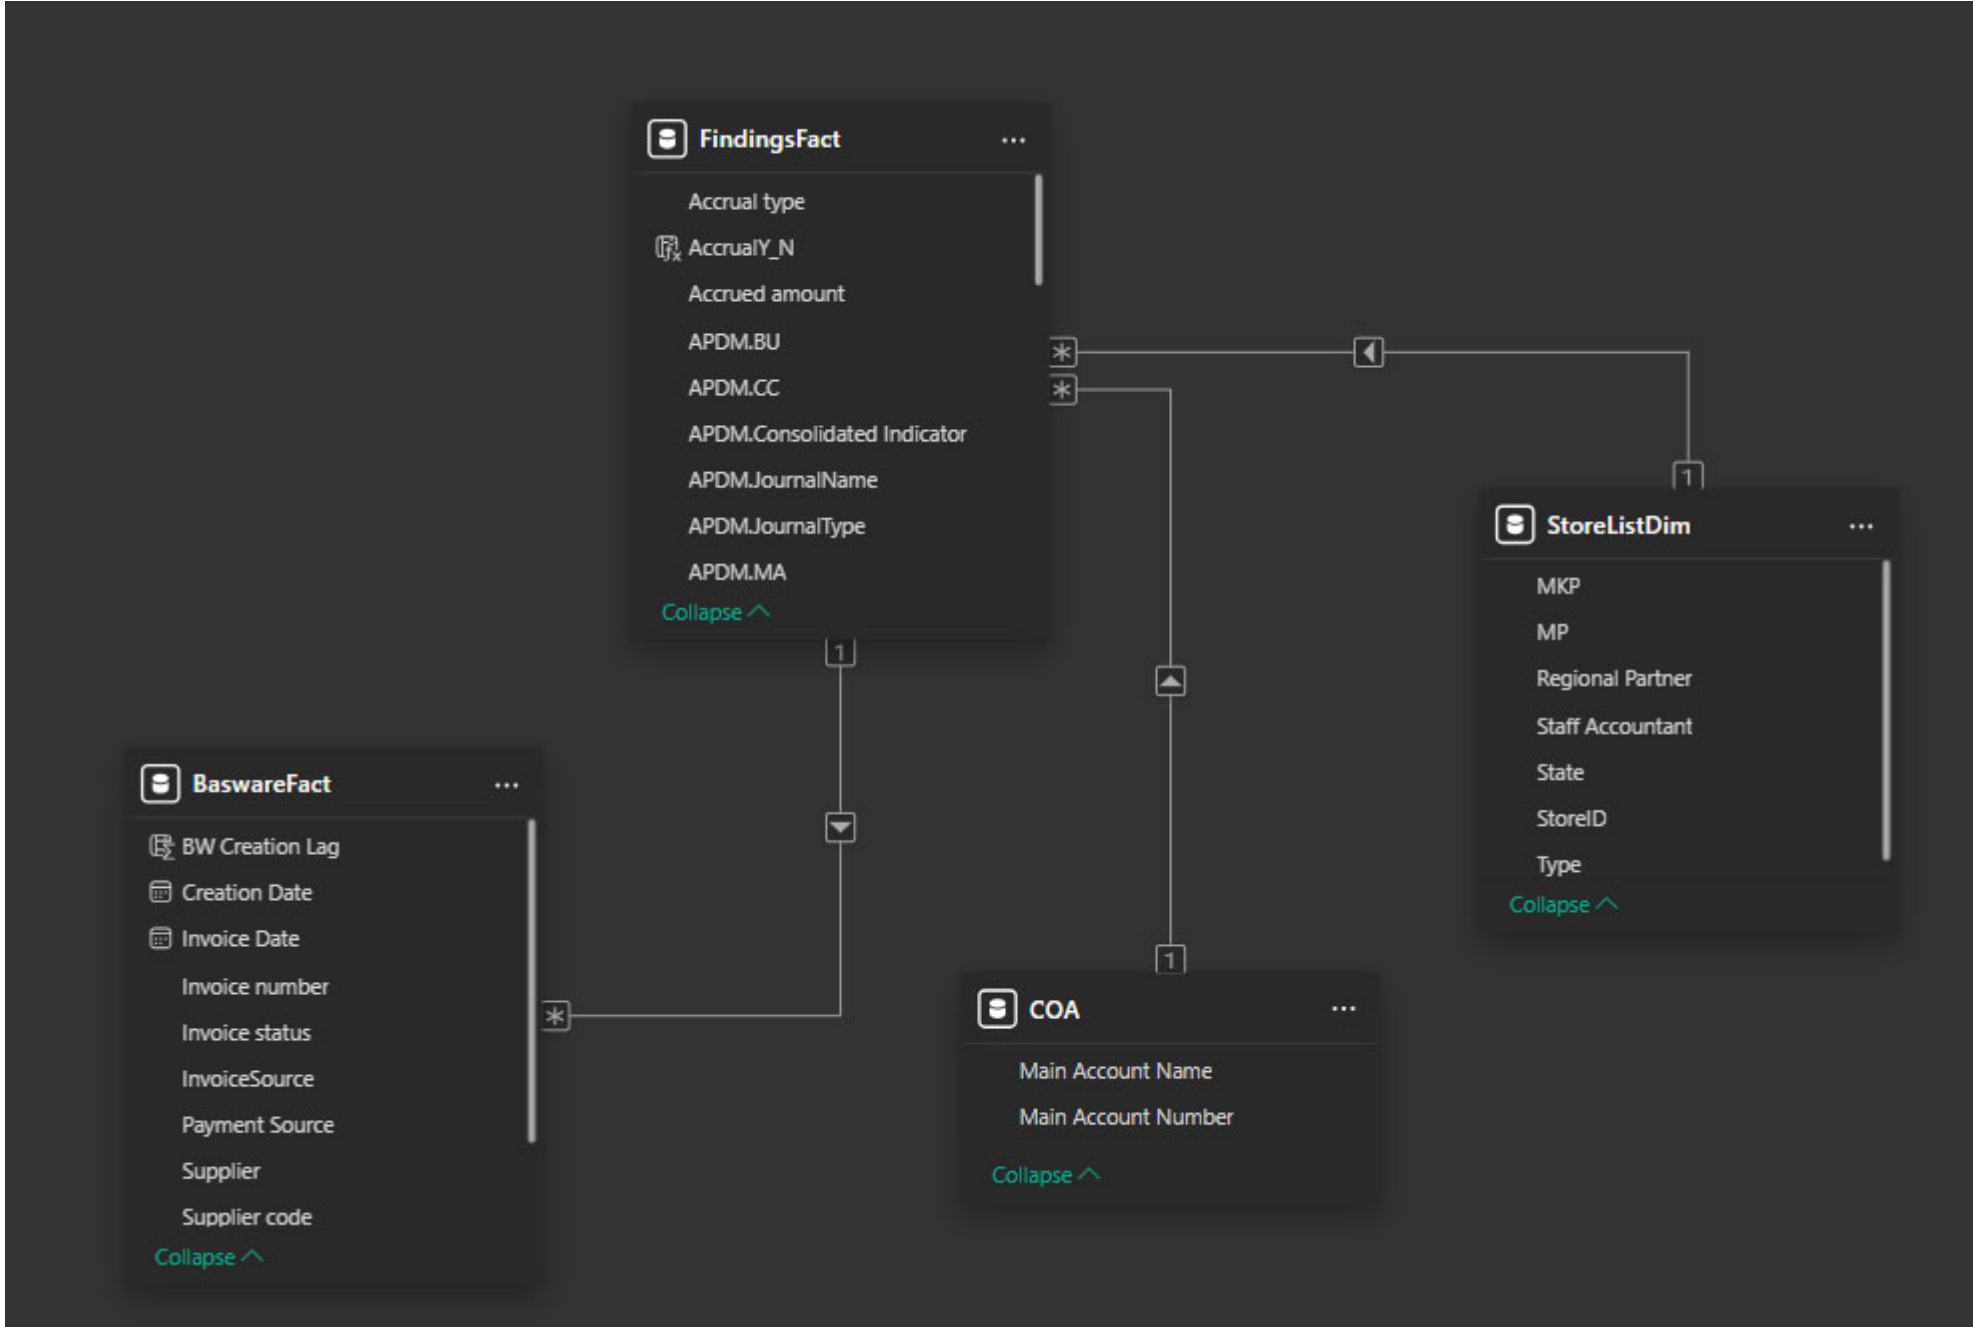 FindingsFact
Accrual type
AccrualY_N
Accrued amount
APDM.BU
APDM.CC
APDM.Consolidated Indicator
APDM.JournalName
APDM.JournalType
APDM.MA
Collapse
*
*
1
1
StoreListDim
MKP
MP
Regional Partner
Staff Accountant
State
StoreID
Type
Collapse
BaswareFact
BW Creation Lag
Creation Date
Invoice Date
Invoice number
Invoice status
InvoiceSource
Payment Source
Supplier
Supplier code
Collapse
*
1
COA
Main Account Name
Main Account Number
Collapse